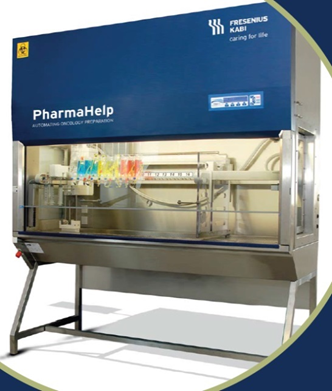 FRESENIUS
KABI
caring for life
PharmaHelp
AUTOMATING ONCOLOGY PREPARATION